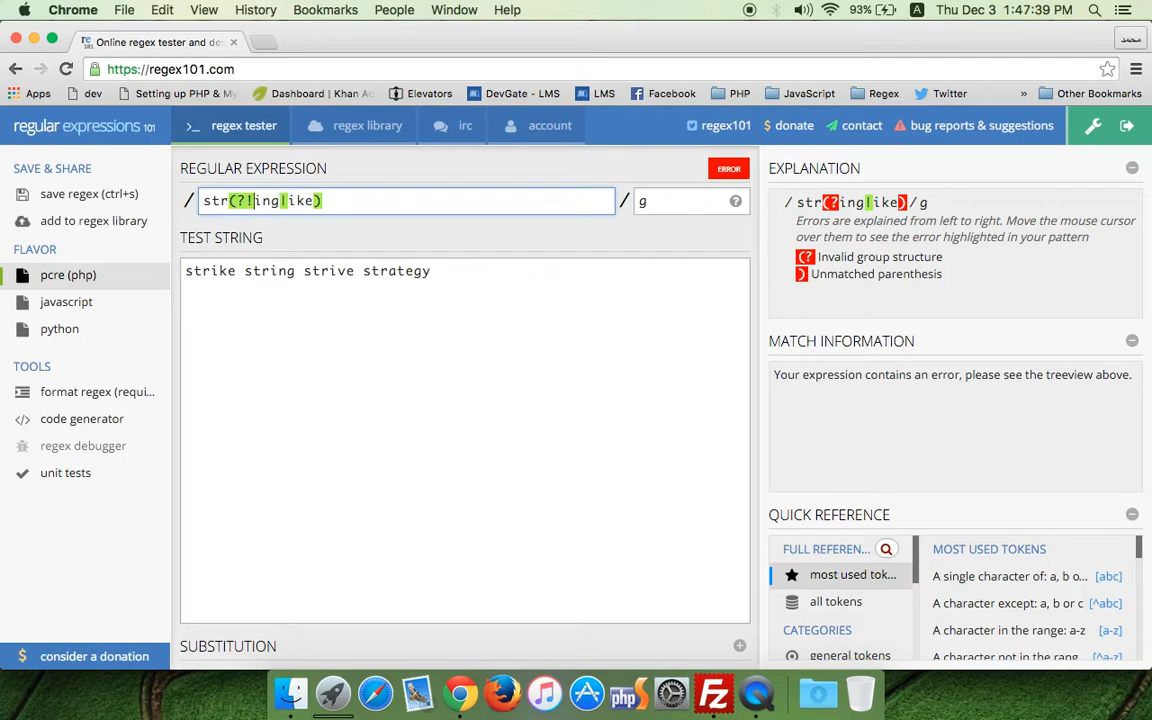 Chrome File Edit View History Bookmarks People Window Help 93% A Thu Dec 3 1:47:39 PM
Online regex tester and de محمد
https://regex101.com
Apps dev Setting up PHP & My Dashboard | Khan Ac Elevators DevGate - LMS LMS Facebook PHP JavaScript Regex Twitter » Other Bookmarks
regular expressions 101 >_ regex tester regex library irc account regex101 $ donate contact bug reports & suggestions
SAVE & SHARE
save regex (ctrl+s)
add to regex library
FLAVOR
pcre (php)
javascript
python
TOOLS
format regex (requi...
code generator
regex debugger
unit tests
$ consider a donation
REGULAR EXPRESSION ERROR
/ str(?!ing|ike) / g ?
TEST STRING
strike string strive strategy
SUBSTITUTION
EXPLANATION
/ str(?ing|ike) / g
Errors are explained from left to right. Move the mouse cursor
over them to see the error highlighted in your pattern
(? Invalid group structure
) Unmatched parenthesis
MATCH INFORMATION
Your expression contains an error, please see the treeview above.
QUICK REFERENCE
FULL REFEREN...
most used tok...
all tokens
CATEGORIES
general tokens
MOST USED TOKENS
A single character of: a, b o... [abc]
A character except: a, b or c [^abc]
A character in the range: a-z [a-z]
A character not in the rang... [^a-z]
php Fz